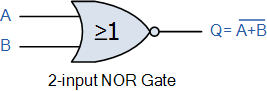 A
B
≥1
Q = A̅+̅B̅
2-input NOR Gate